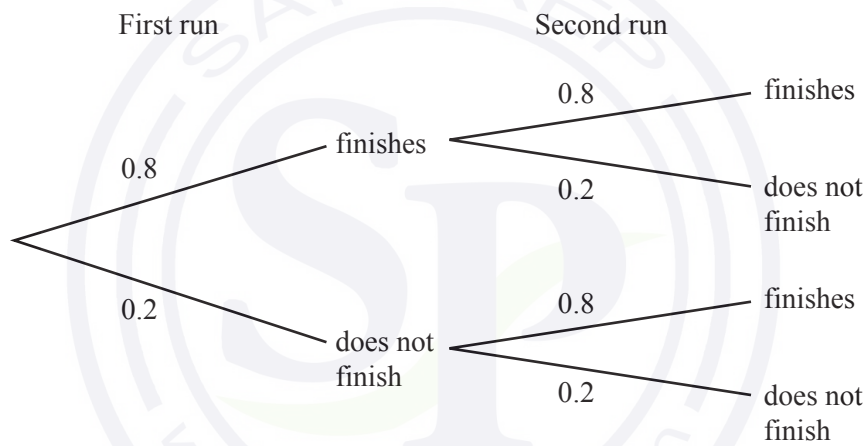 First run
Second run
0.8
finishes
finishes
0.8
0.2
does not
finish
0.2
does not
finish
0.8
finishes
0.2
does not
finish
SP